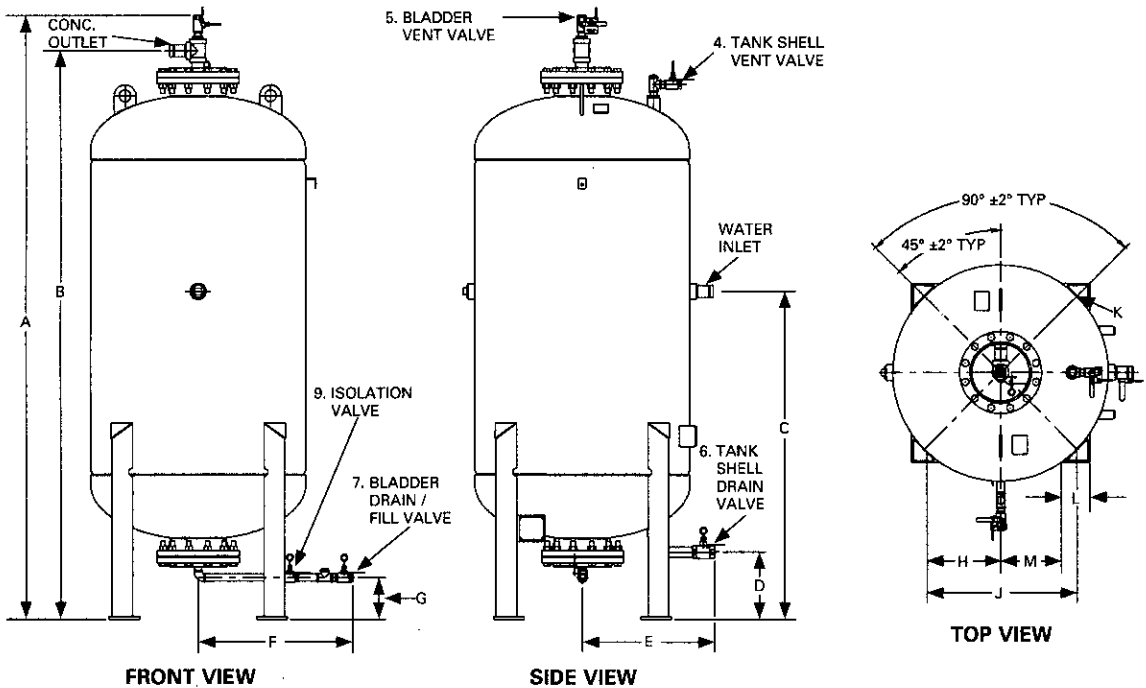 CONC.
OUTLET
5. BLADDER
VENT VALVE
4. TANK SHELL
VENT VALVE
A
B
9. ISOLATION
VALVE
7. BLADDER
DRAIN /
FILL VALVE
G
F
FRONT VIEW
WATER
INLET
6. TANK
SHELL
DRAIN
VALVE
C
D
E
SIDE VIEW
90° ±2° TYP
45° ±2° TYP
K
L
H
M
J
TOP VIEW